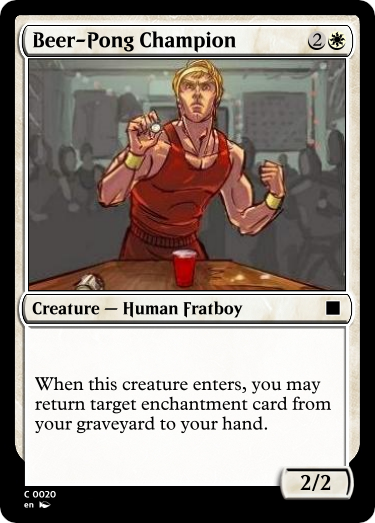 Beer-Pong Champion 2
Creature — Human Fratboy
When this creature enters, you may
return target enchantment card from
your graveyard to your hand.
2/2
C 0020
en